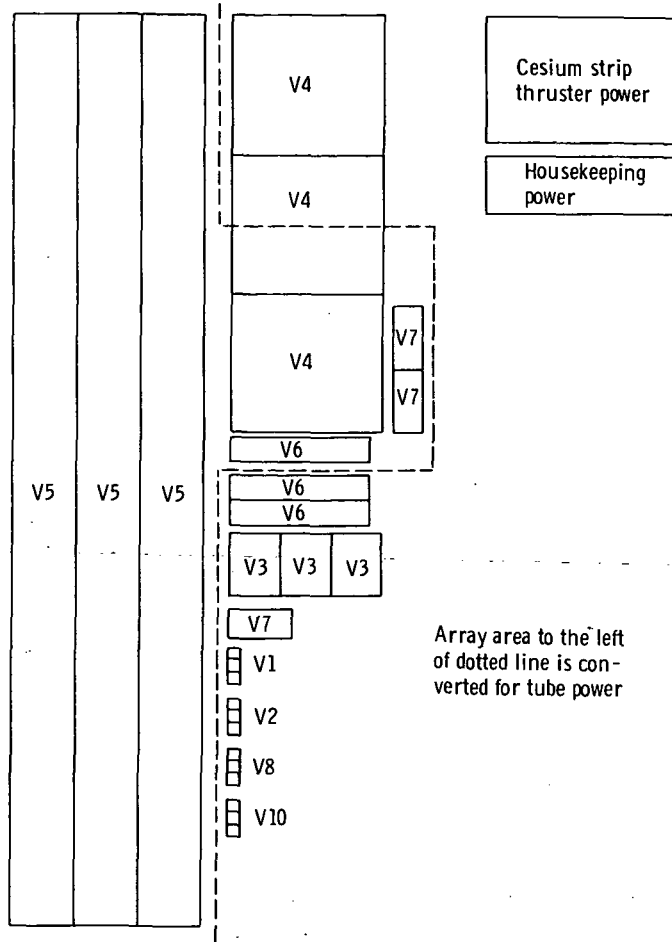 V4
Cesium strip
thruster power
V4
Housekeeping
power
V4
V7
V7
V6
V5 V5 V5
V6
V6
V3 V3 V3
V7
Array area to the left
of dotted line is con-
verted for tube power
V1
V2
V8
V10